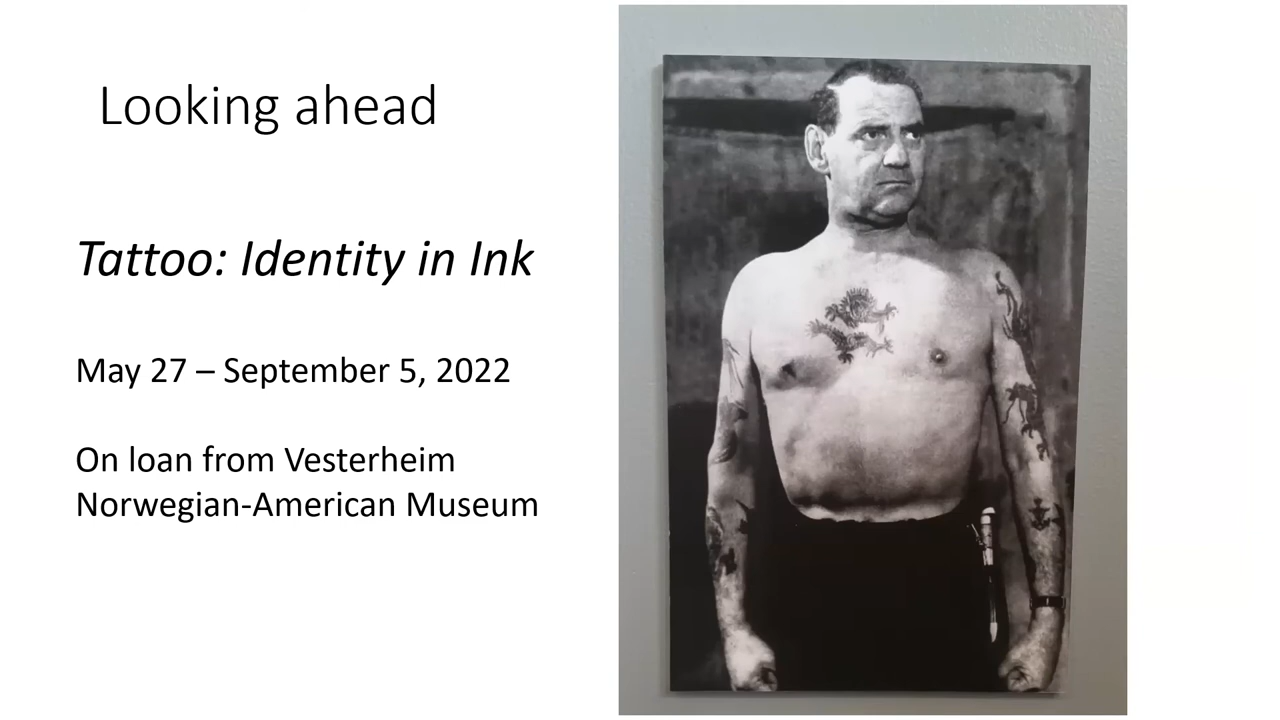 Looking ahead
Tattoo: Identity in Ink
May 27 – September 5, 2022
On loan from Vesterheim
Norwegian-American Museum